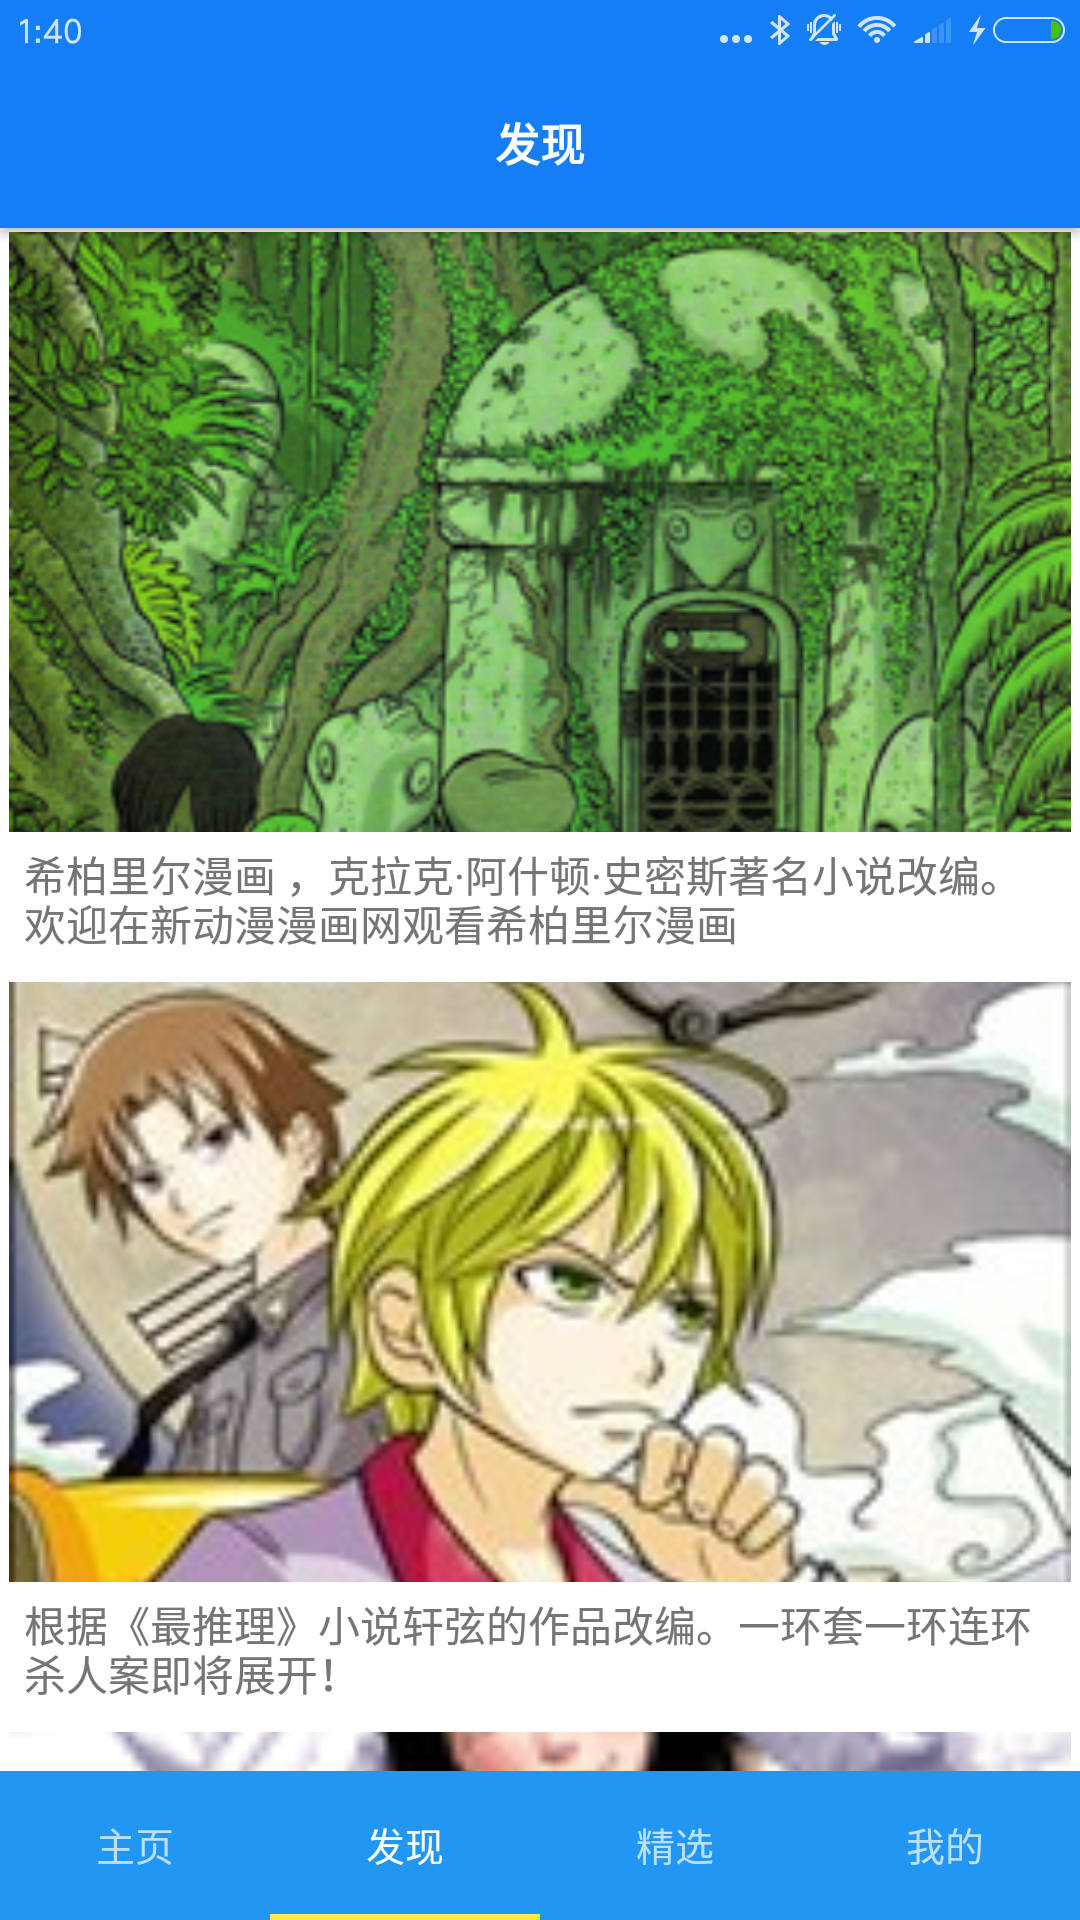 1:40
发现
希柏里尔漫画 ，克拉克·阿什顿·史密斯著名小说改编。
欢迎在新动漫漫画网观看希柏里尔漫画
根据《最推理》小说轩弦的作品改编。一环套一环连环
杀人案即将展开！
主页
发现
精选
我的